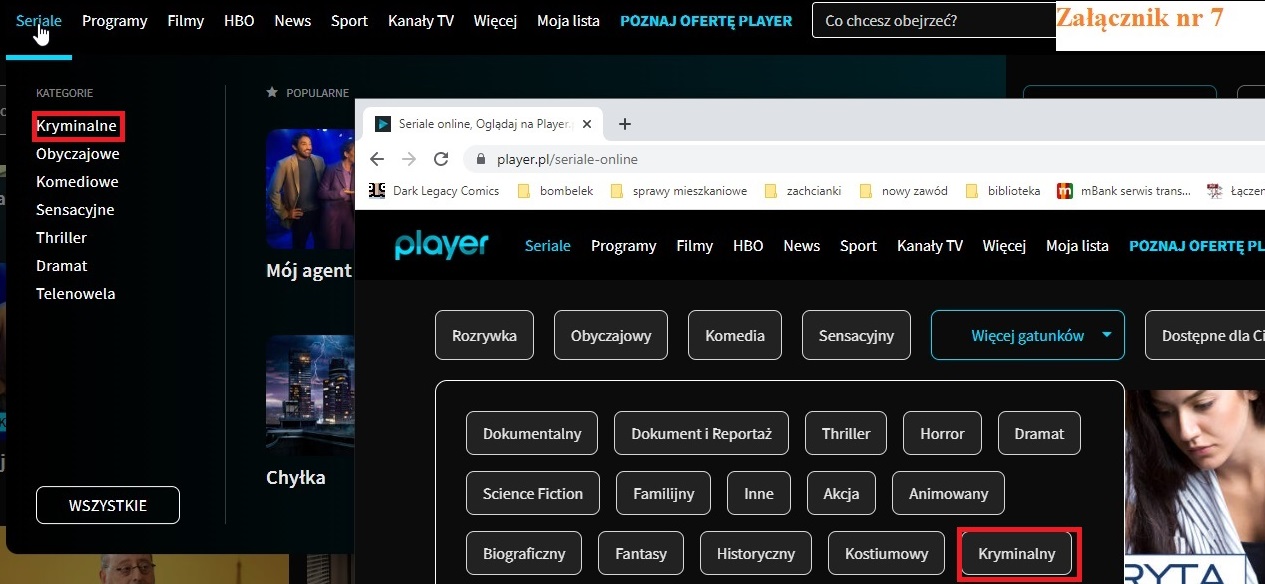 Seriale Programy Filmy HBO News Sport Kanały TV Więcej Moja lista POZNAJ OFERTĘ PLAYER Co chcesz obejrzeć? Załącznik nr 7
KATEGORIE
POPULARNE
Kryminalne
Obyczajowe
Komediowe
Sensacyjne
Thriller
Dramat
Telenowela
WSZYSTKIE
Mój agent
Chyłka
Seriale online, Oglądaj na Player.
player.pl/seriale-online
Dark Legacy Comics bombelek sprawy mieszkaniowe zachcianki nowy zawód biblioteka mBank serwis trans... Łączen
player Seriale Programy Filmy HBO News Sport Kanały TV Więcej Moja lista POZNAJ OFERTĘ PL
Rozrywka Obyczajowy Komedia Sensacyjny Więcej gatunków Dostępne dla Ci
Dokumentalny Dokument i Reportaż Thriller Horror Dramat
Science Fiction Familijny Inne Akcja Animowany
Biograficzny Fantasy Historyczny Kostiumowy Kryminalny
RYTA